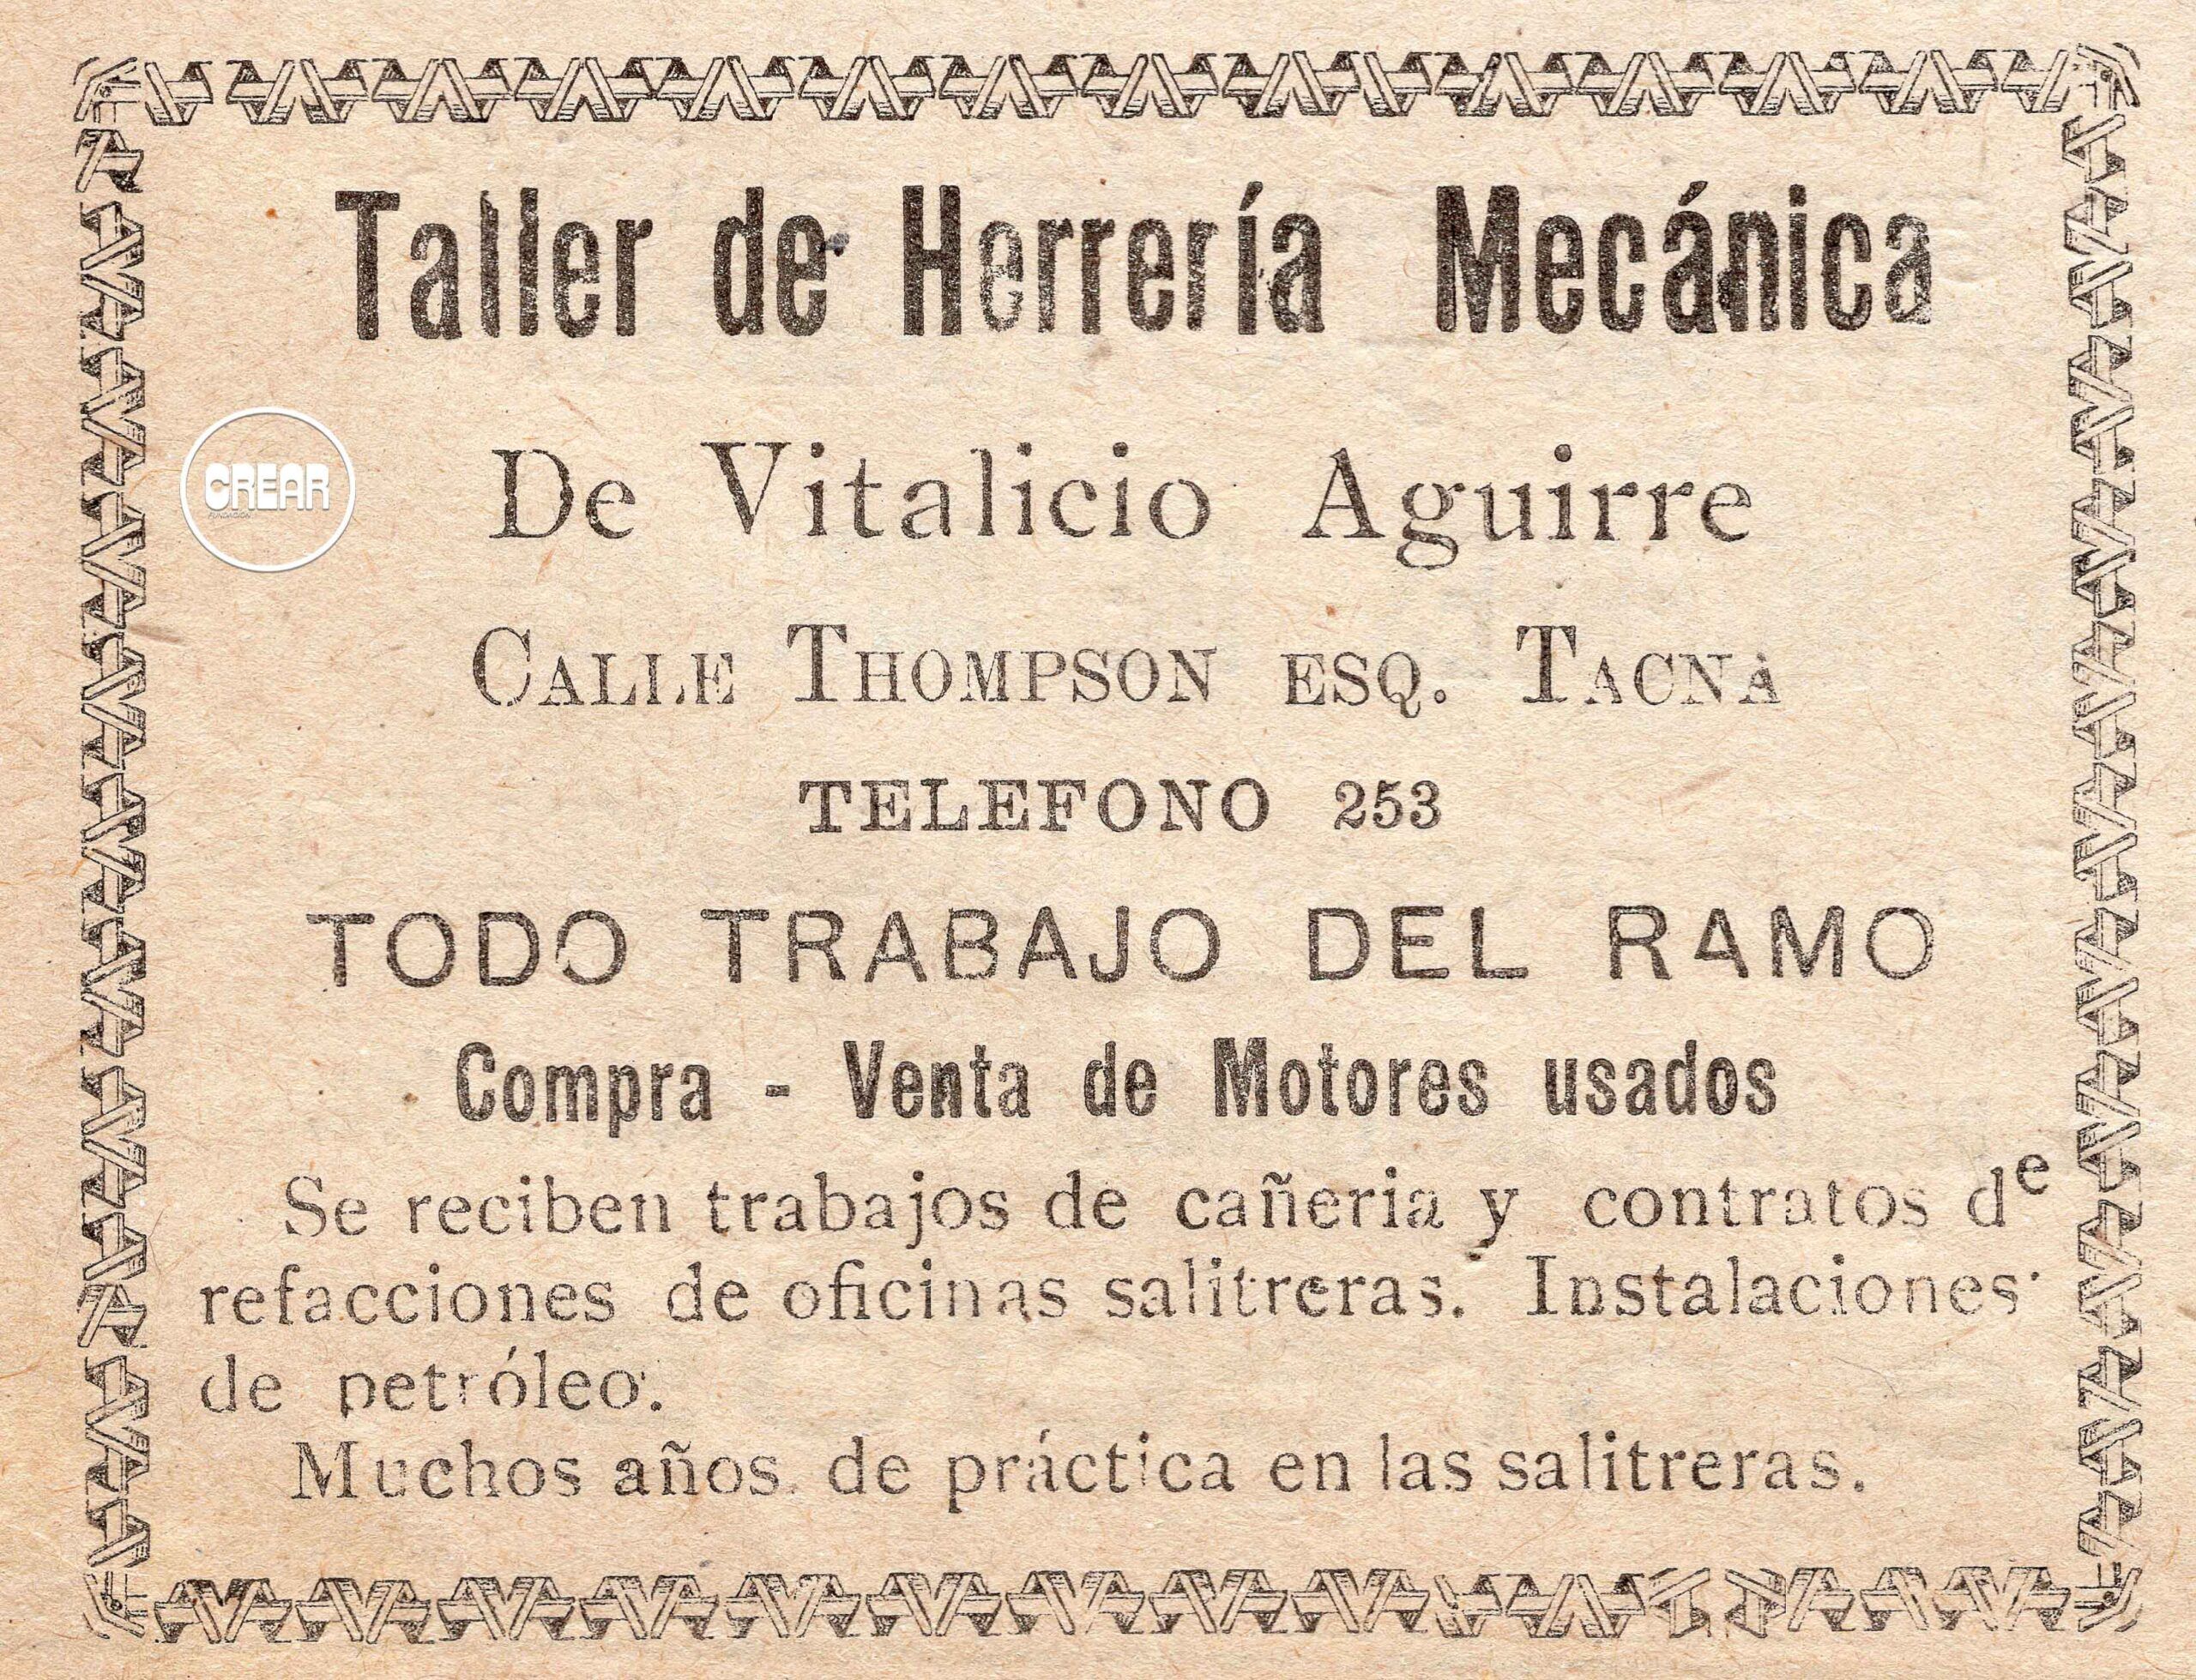 Taller de Herrería Mecánica
CREAR
De Vitalicio Aguirre
CALLE THOMPSON ESQ. TACNA
TELEFONO 253
TODO TRABAJO DEL RAMO
Compra - Venta de Motores usados
Se reciben trabajos de cañeria y contratos de
refacciones de oficinas salitreras. Instalaciones
de petróleo.
Muchos años de práctica en las salitreras.